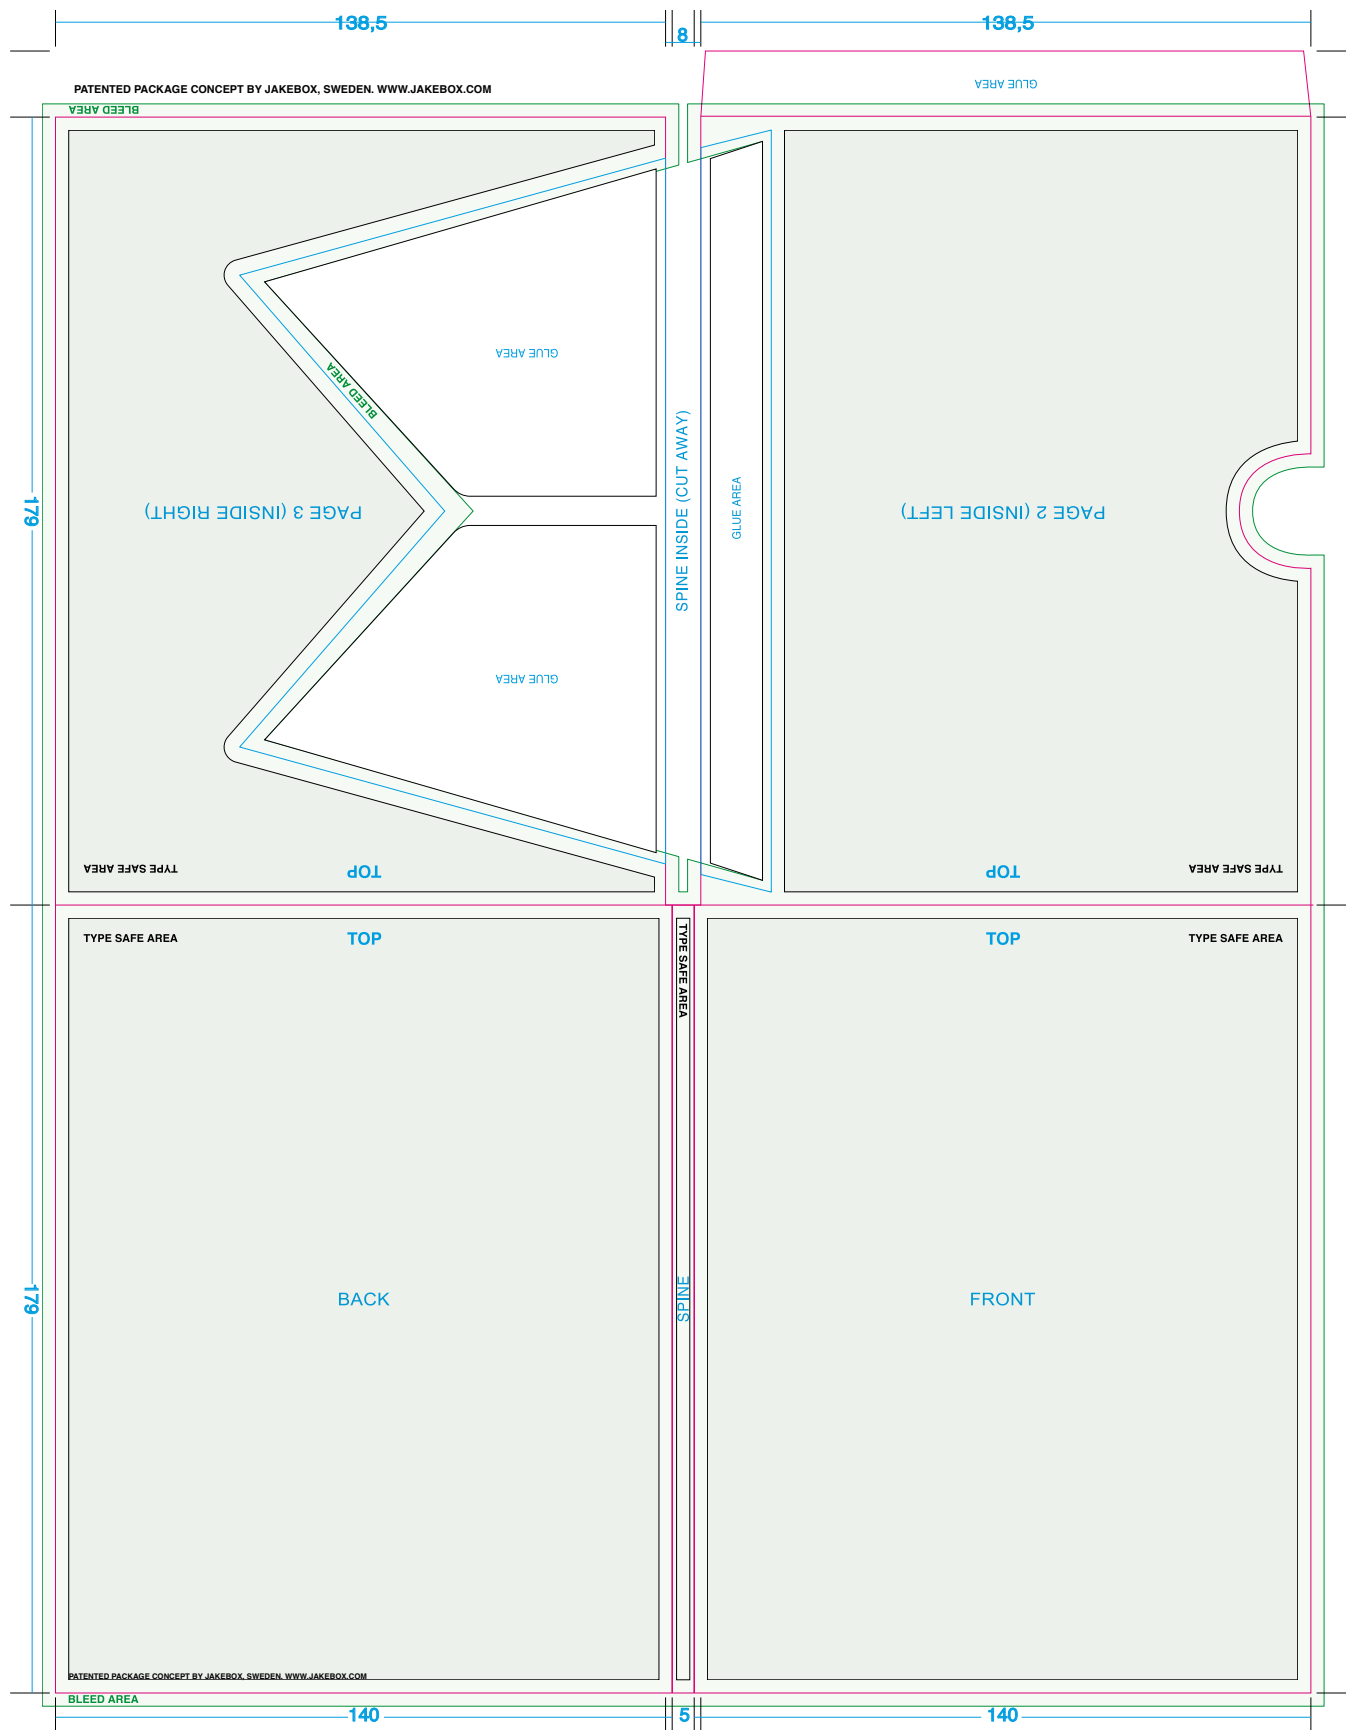 138,5
8
138,5
GLUE AREA
PATENTED PACKAGE CONCEPT BY JAKEBOX, SWEDEN. WWW.JAKEBOX.COM
BLEED AREA
GLUE AREA
BLEED AREA
179
PAGE 3 (INSIDE RIGHT)
SPINE INSIDE (CUT AWAY)
GLUE AREA
PAGE 2 (INSIDE LEFT)
GLUE AREA
TYPE SAFE AREA
TOP
TOP
TYPE SAFE AREA
TYPE SAFE AREA
TOP
TYPE SAFE AREA
TOP
TYPE SAFE AREA
179
BACK
SPINE
FRONT
PATENTED PACKAGE CONCEPT BY JAKEBOX, SWEDEN. WWW.JAKEBOX.COM
BLEED AREA
140
5
140